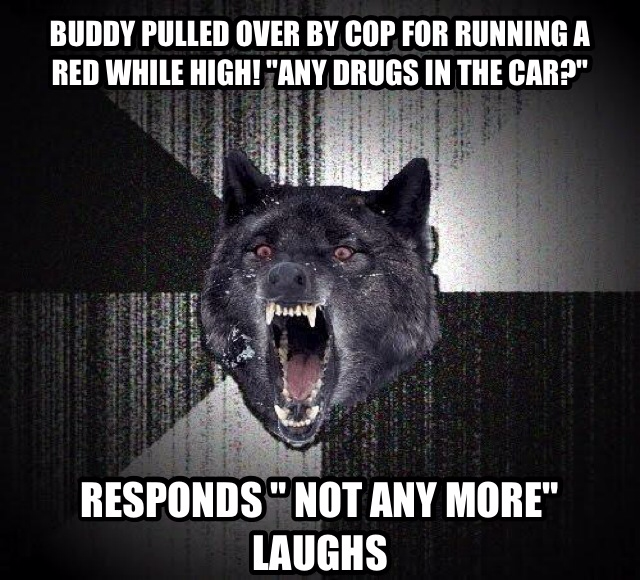 BUDDY PULLED OVER BY COP FOR RUNNING A
RED WHILE HIGH! "ANY DRUGS IN THE CAR?"
RESPONDS " NOT ANY MORE"
LAUGHS